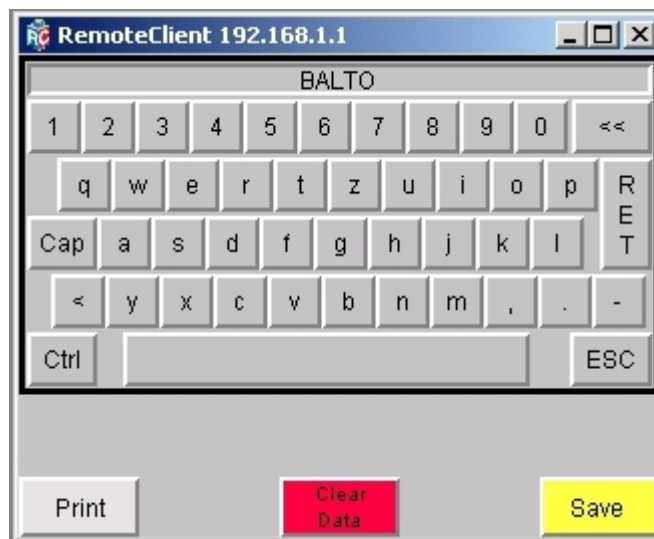 RemoteClient 192.168.1.1
BALTO
1 2 3 4 5 6 7 8 9 0 <<
q w e r t z u i o p RET
Cap a s d f g h j k l
< y x c v b n m , . -
Ctrl ESC
Print Clear Data Save